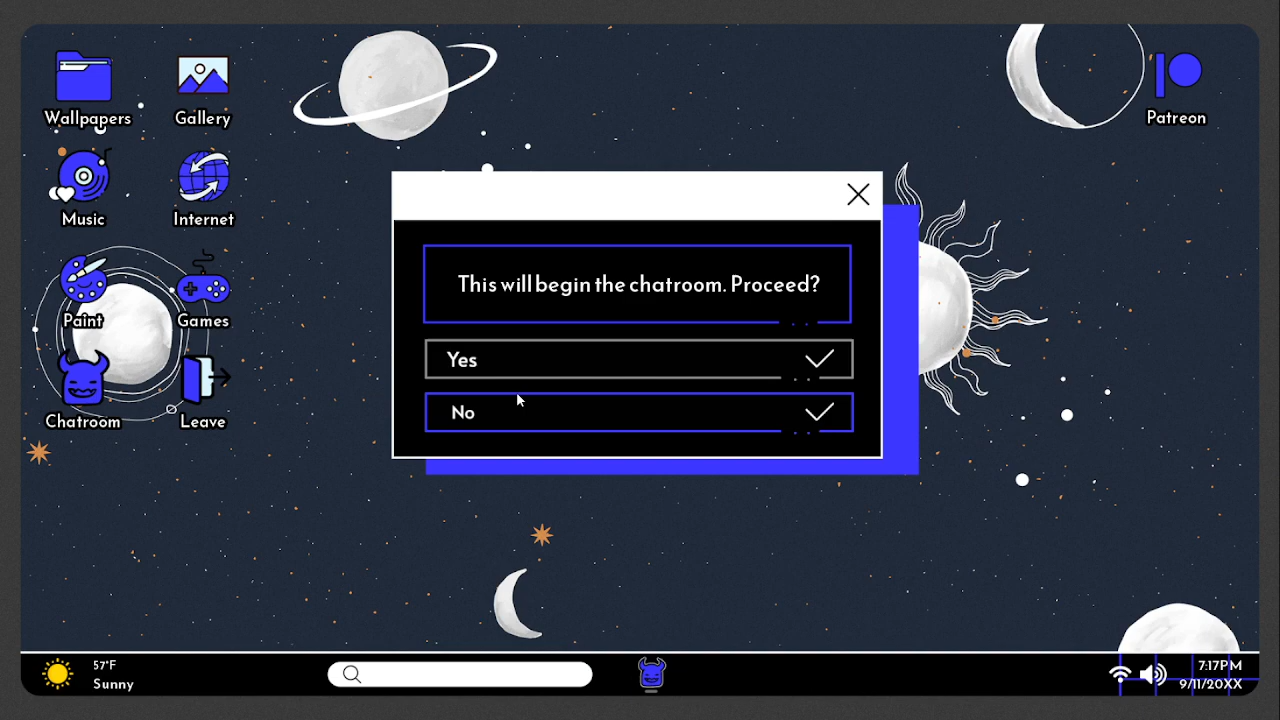 Wallpapers
Gallery
Patreon
Music
Internet
This will begin the chatroom. Proceed?
Paint
Games
Yes
No
Chatroom
Leave
57°F
Sunny
7:17PM
9/11/20XX